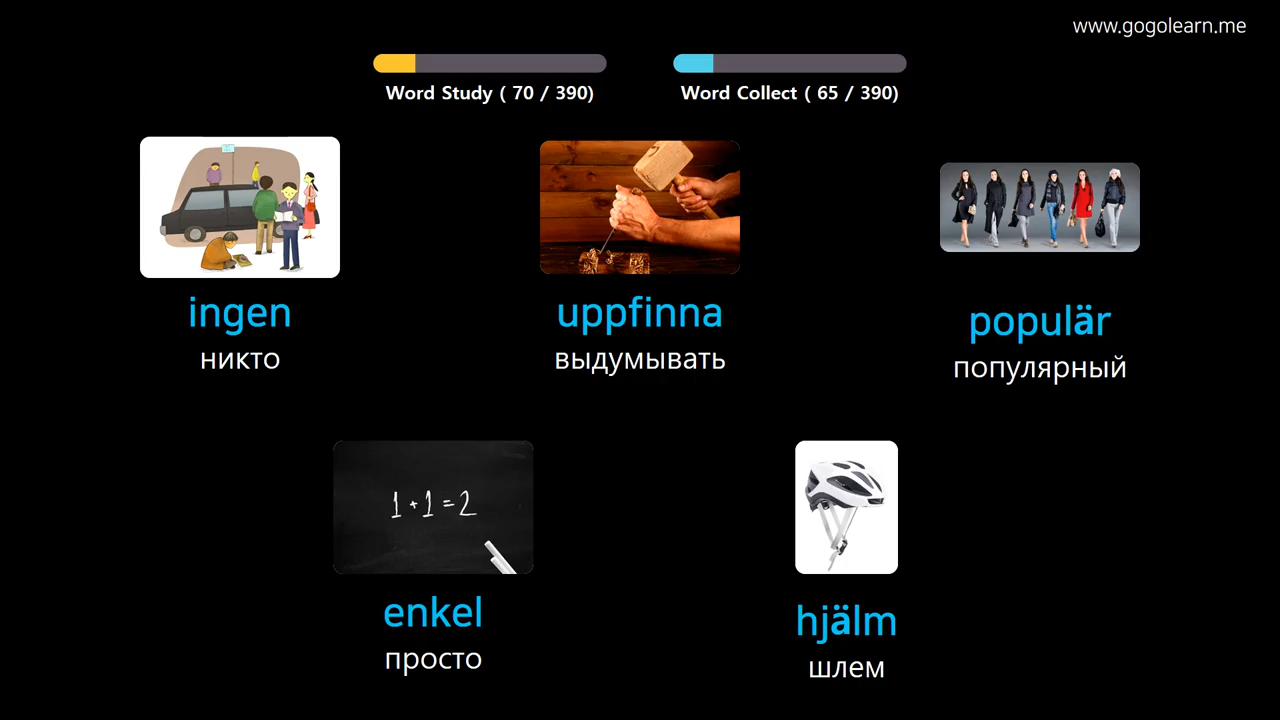 www.gogolearn.me
Word Study ( 70 / 390)
Word Collect ( 65 / 390)
ingen
никто
uppfinna
выдумывать
populär
популярный
1 + 1 = 2
enkel
просто
hjälm
шлем